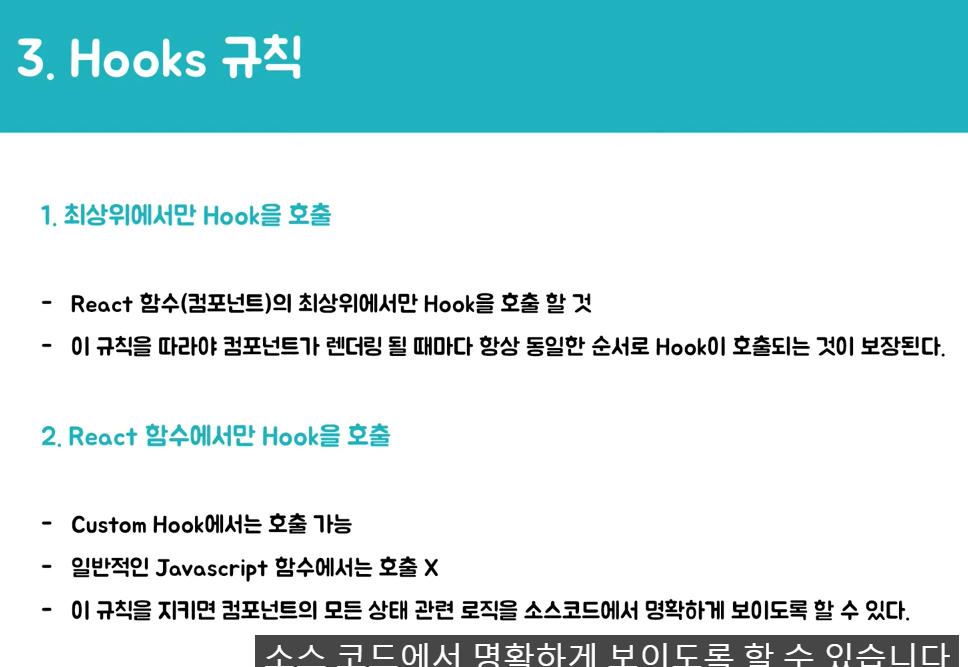 3. Hooks 규칙
1. 최상위에서만 Hook을 호출
- React 함수(컴포넌트)의 최상위에서만 Hook을 호출 할 것
- 이 규칙을 따라야 컴포넌트가 렌더링 될 때마다 항상 동일한 순서로 Hook이 호출되는 것이 보장된다.
2. React 함수에서만 Hook을 호출
- Custom Hook에서는 호출 가능
- 일반적인 Javascript 함수에서는 호출 X
- 이 규칙을 지키면 컴포넌트의 모든 상태 관련 로직을 소스코드에서 명확하게 보이도록 할 수 있다.
소스 코드에서 명확하게 보이도록 할 수 있습니다